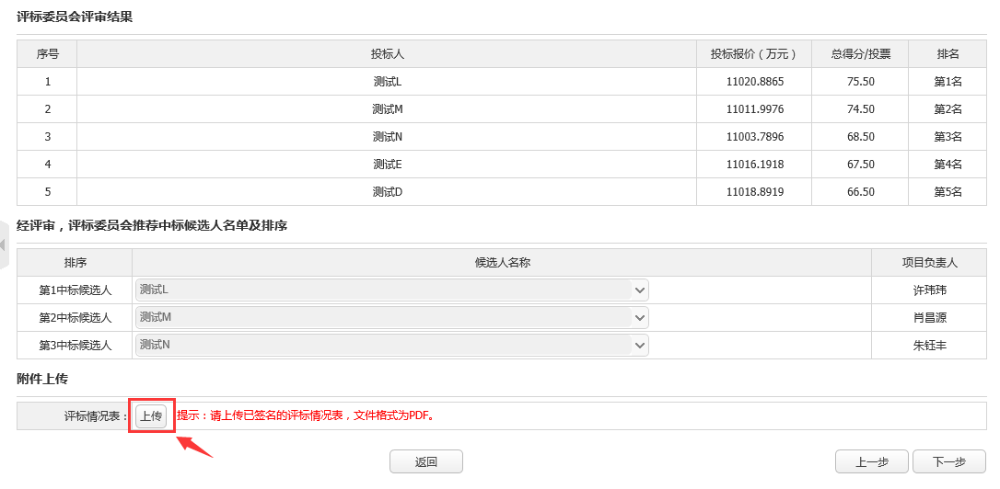 评标委员会评审结果
序号 投标人 投标报价（万元） 总得分/投票 排名
1 测试L 11020.8865 75.50 第1名
2 测试M 11011.9976 74.50 第2名
3 测试N 11003.7896 68.50 第3名
4 测试E 11016.1918 67.50 第4名
5 测试D 11018.8919 66.50 第5名
经评审，评标委员会推荐中标候选人名单及排序
排序 候选人名称 项目负责人
第1中标候选人 测试L 许玮玮
第2中标候选人 测试M 肖昌源
第3中标候选人 测试N 朱钰丰
附件上传
评标情况表： 上传 提示：请上传已签名的评标情况表，文件格式为PDF。
返回 上一步 下一步